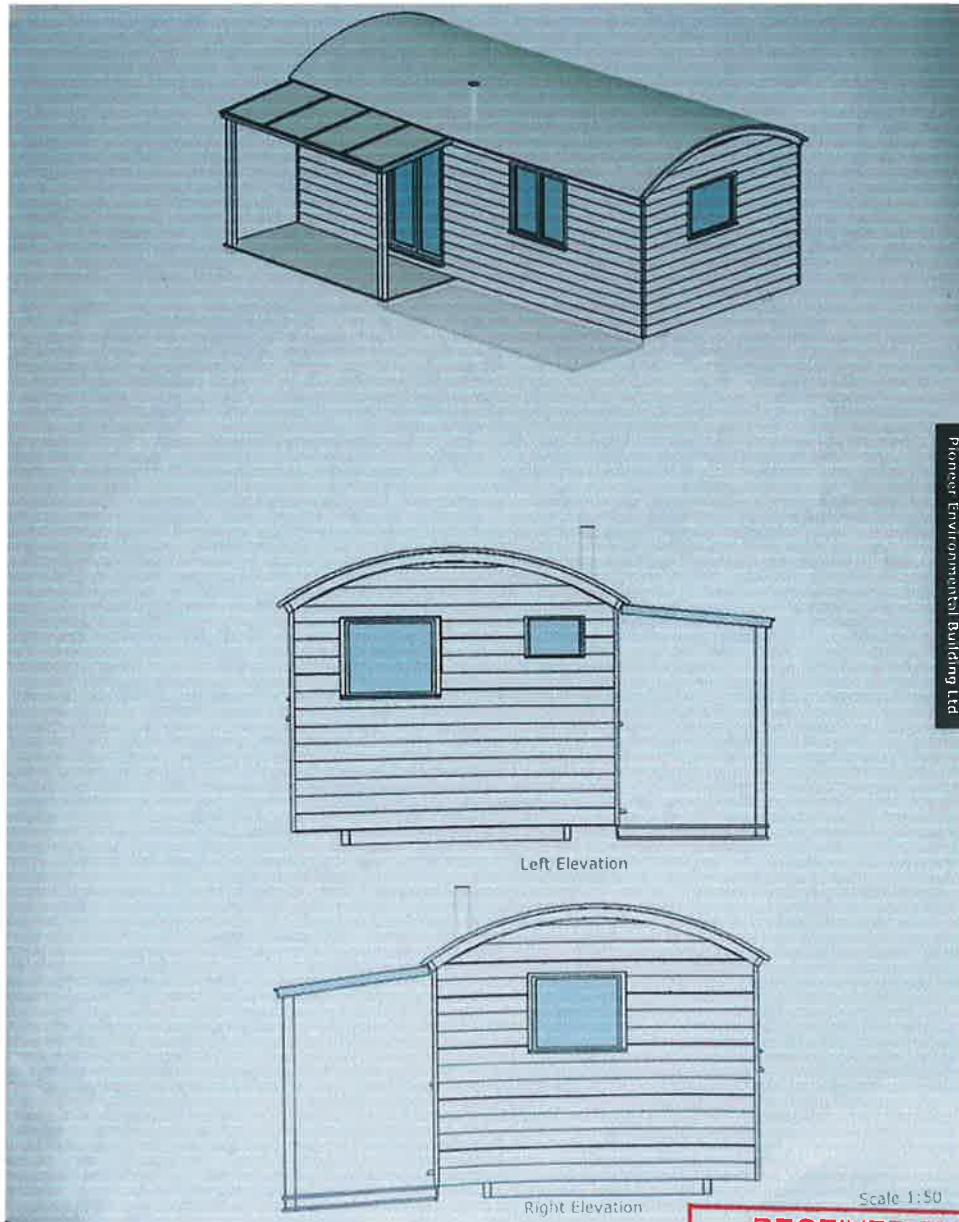 Pioneer Environmental Building Ltd
Left Elevation
Right Elevation
Scale 1:50